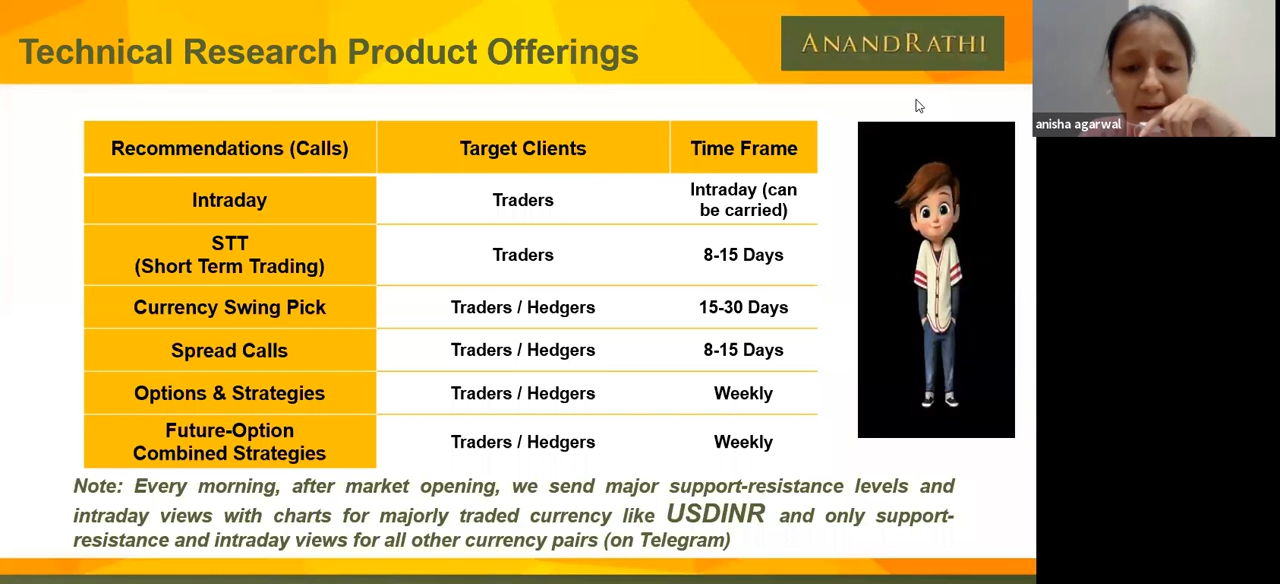 Technical Research Product Offerings
ANANDRATHI
anisha agarwal
Recommendations (Calls) Target Clients Time Frame
Intraday Traders Intraday (can
be carried)
STT
(Short Term Trading) Traders 8-15 Days
Currency Swing Pick Traders / Hedgers 15-30 Days
Spread Calls Traders / Hedgers 8-15 Days
Options & Strategies Traders / Hedgers Weekly
Future-Option
Combined Strategies Traders / Hedgers Weekly
Note: Every morning, after market opening, we send major support-resistance levels and
intraday views with charts for majorly traded currency like USDINR and only support-
resistance and intraday views for all other currency pairs (on Telegram)